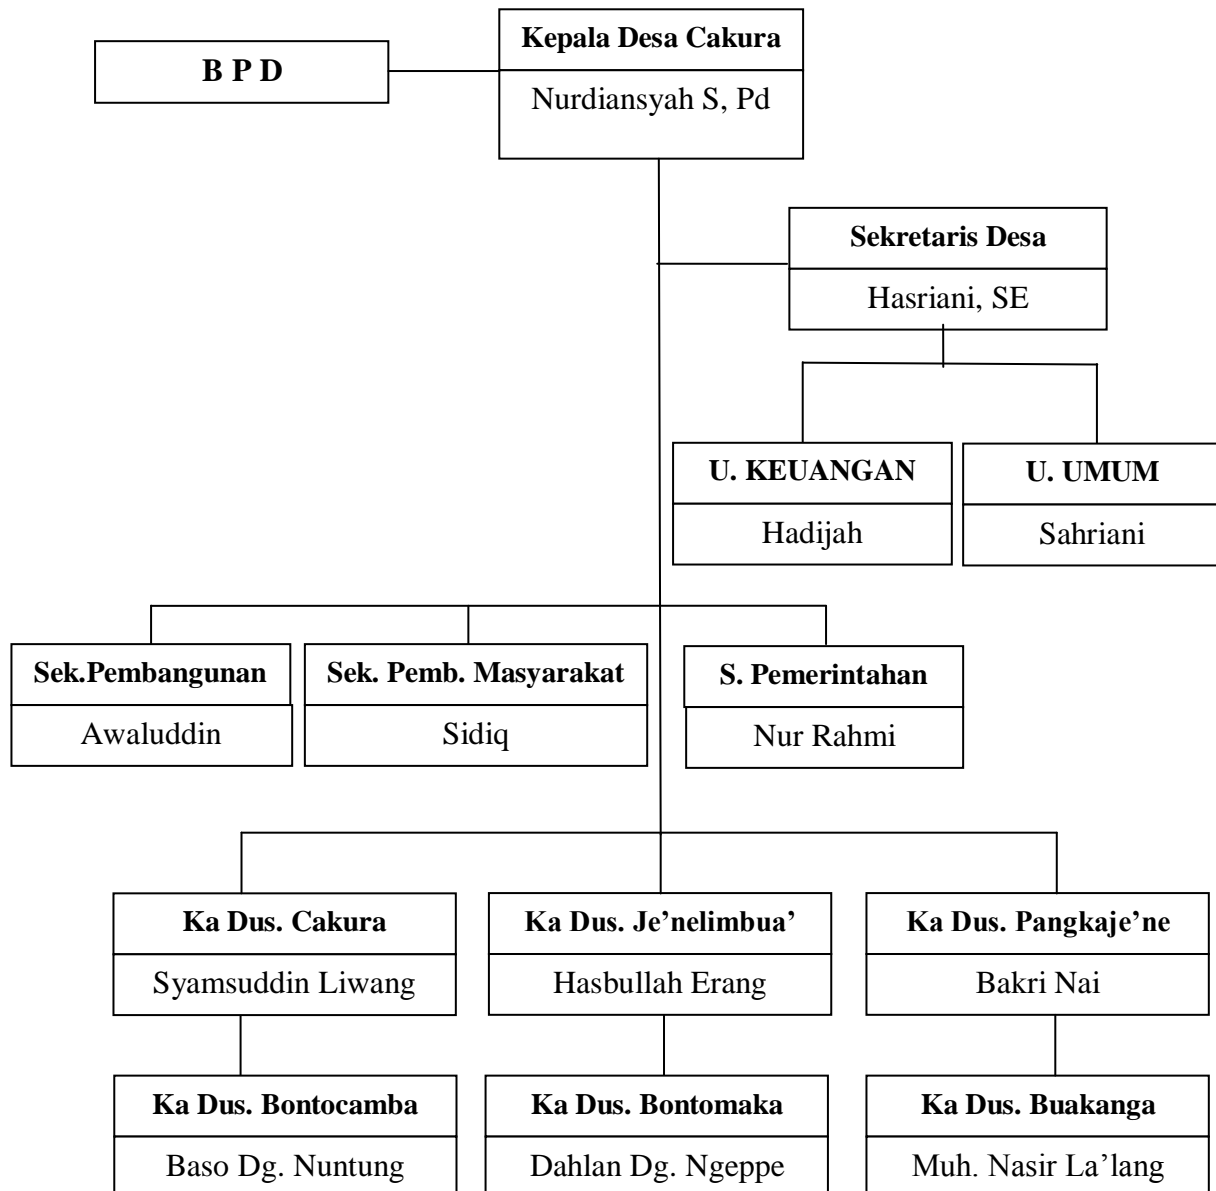 Kepala Desa Cakura
B P D
Nurdiansyah S, Pd
Sekretaris Desa
Hasriani, SE
U. KEUANGAN
Hadijah
U. UMUM
Sahriani
Sek.Pembangunan
Awaluddin
Sek. Pemb. Masyarakat
Sidiq
S. Pemerintahan
Nur Rahmi
Ka Dus. Cakura
Syamsuddin Liwang
Ka Dus. Je’nelimbua’
Hasbullah Erang
Ka Dus. Pangkaje’ne
Bakri Nai
Ka Dus. Bontocamba
Baso Dg. Nuntung
Ka Dus. Bontomaka
Dahlan Dg. Ngeppe
Ka Dus. Buakanga
Muh. Nasir La’lang